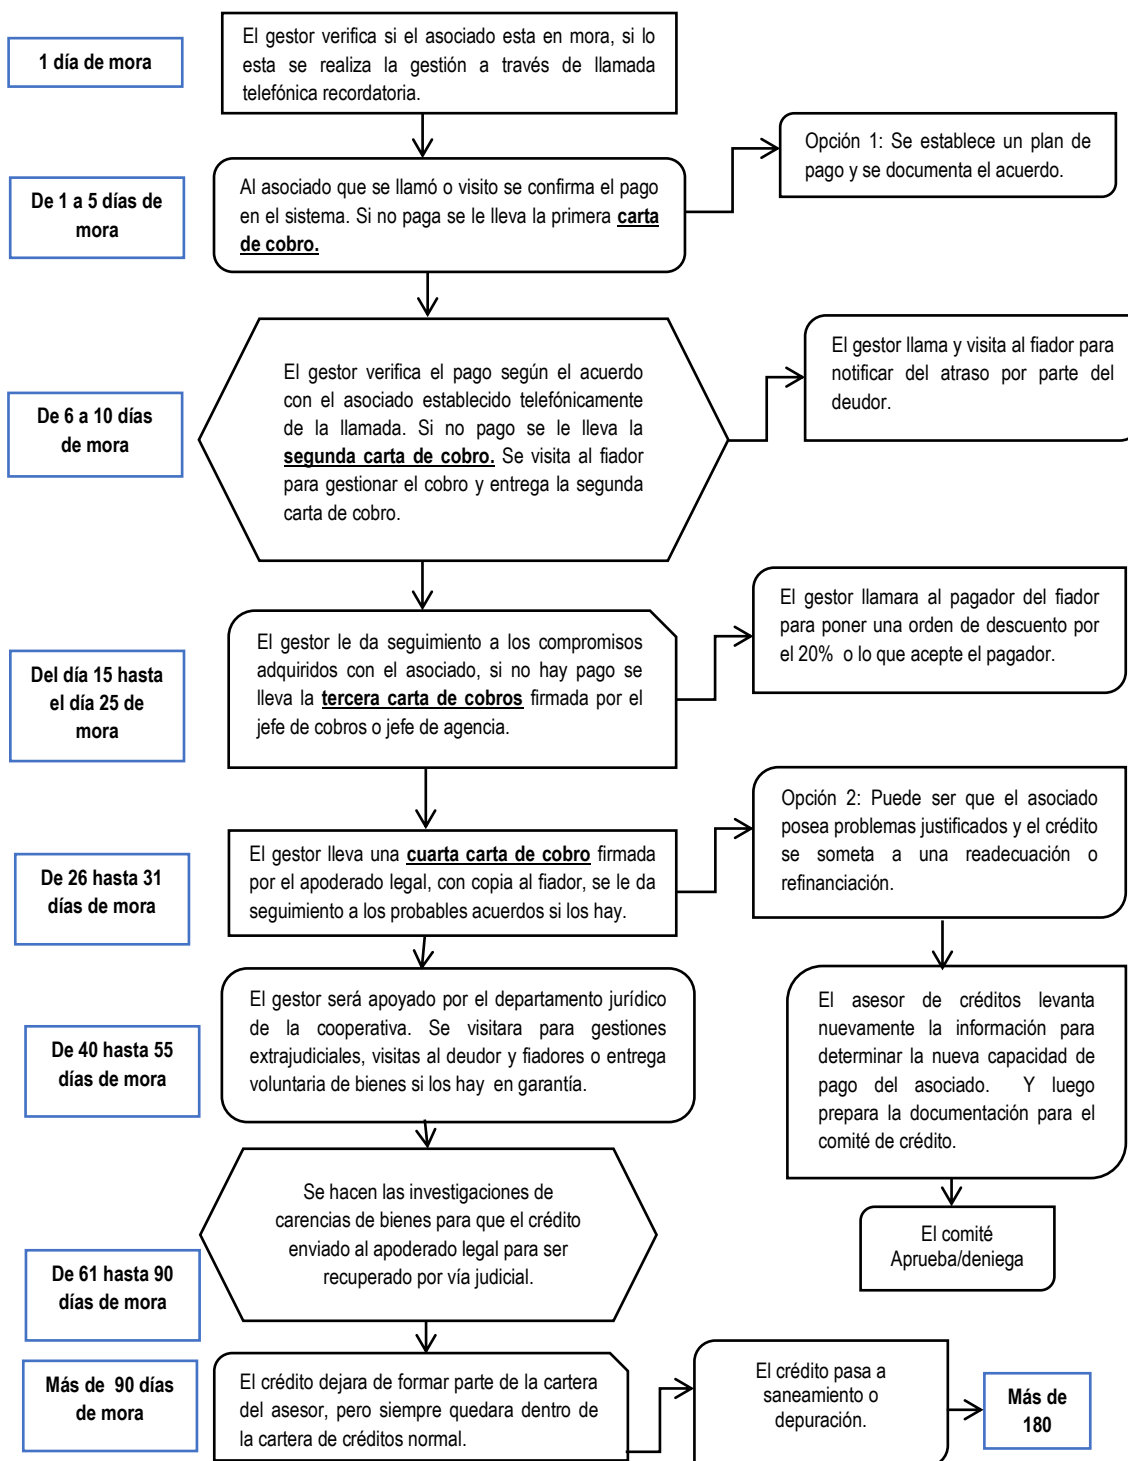 1 día de mora
El gestor verifica si el asociado esta en mora, si lo
esta se realiza la gestión a través de llamada
telefónica recordatoria.
Opción 1: Se establece un plan de
pago y se documenta el acuerdo.
De 1 a 5 días de
mora
Al asociado que se llamó o visito se confirma el pago
en el sistema. Si no paga se le lleva la primera carta
de cobro.
De 6 a 10 días
de mora
El gestor verifica el pago según el acuerdo
con el asociado establecido telefónicamente
de la llamada. Si no pago se le lleva la
segunda carta de cobro. Se visita al fiador
para gestionar el cobro y entrega la segunda
carta de cobro.
El gestor llama y visita al fiador para
notificar del atraso por parte del
deudor.
Del día 15 hasta
el día 25 de
mora
El gestor le da seguimiento a los compromisos
adquiridos con el asociado, si no hay pago se
lleva la tercera carta de cobros firmada por el
jefe de cobros o jefe de agencia.
El gestor llamara al pagador del fiador
para poner una orden de descuento por
el 20% o lo que acepte el pagador.
De 26 hasta 31
días de mora
El gestor lleva una cuarta carta de cobro firmada
por el apoderado legal, con copia al fiador, se le da
seguimiento a los probables acuerdos si los hay.
Opción 2: Puede ser que el asociado
posea problemas justificados y el crédito
se someta a una readecuación o
refinanciación.
De 40 hasta 55
días de mora
El gestor será apoyado por el departamento jurídico
de la cooperativa. Se visitara para gestiones
extrajudiciales, visitas al deudor y fiadores o entrega
voluntaria de bienes si los hay en garantía.
El asesor de créditos levanta
nuevamente la información para
determinar la nueva capacidad de
pago del asociado. Y luego
prepara la documentación para el
comité de crédito.
El comité
Aprueba/deniega
De 61 hasta 90
días de mora
Se hacen las investigaciones de
carencias de bienes para que el crédito
enviado al apoderado legal para ser
recuperado por vía judicial.
Más de 90 días
de mora
El crédito dejara de formar parte de la cartera
del asesor, pero siempre quedara dentro de
la cartera de créditos normal.
El crédito pasa a
saneamiento o
depuración.
Más de
180